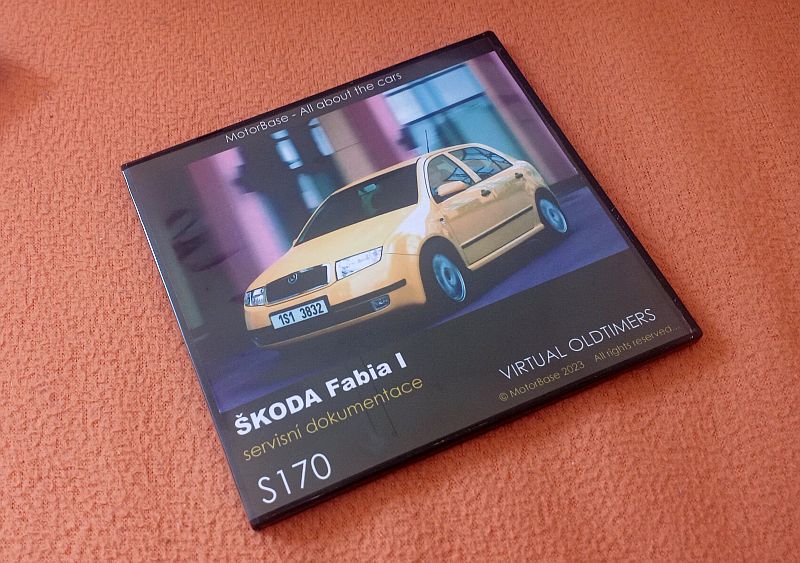 MotorBase - All about the cars
1S1 3832
ŠKODA Fabia I
servisní dokumentace
S170
VIRTUAL OLDTIMERS
© MotorBase 2023 All rights reserved...